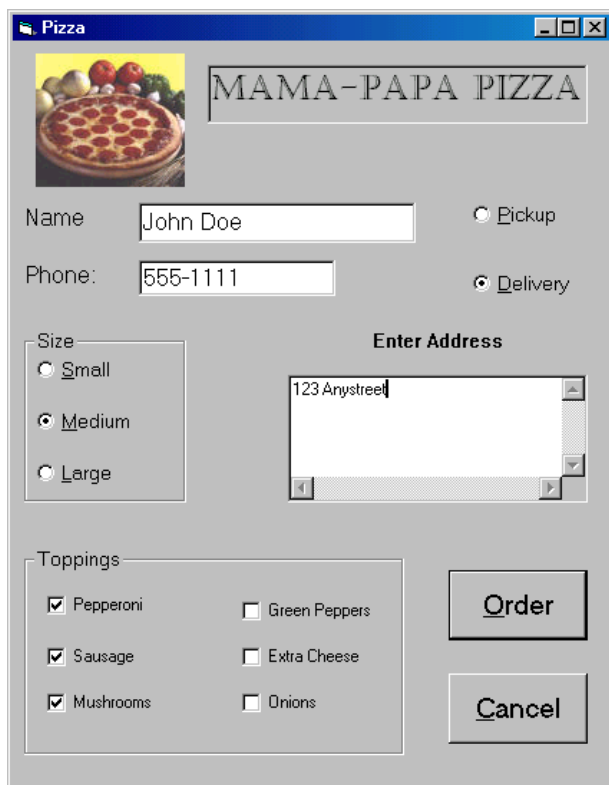 Pizza
MAMA-PAPA PIZZA
Name
John Doe
Pickup
Phone:
555-1111
Delivery
Size
Small
Medium
Large
Enter Address
123 Anystreet
Toppings
Pepperoni
Green Peppers
Sausage
Extra Cheese
Mushrooms
Onions
Order
Cancel